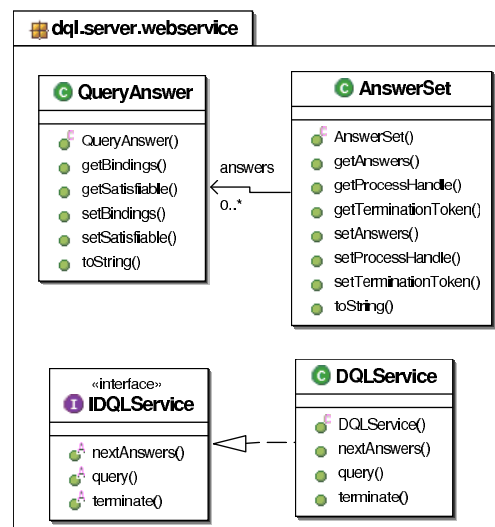 dql.server.webservice
C QueryAnswer
C QueryAnswer()
getBindings()
getSatisfiable()
setBindings()
setSatisfiable()
toString()
answers
0..*
C AnswerSet
C AnswerSet()
getAnswers()
getProcessHandle()
getTerminationToken()
setAnswers()
setProcessHandle()
setTerminationToken()
toString()
«interface»
I IDQLService
A nextAnswers()
A query()
A terminate()
C DQLService
C DQLService()
nextAnswers()
query()
terminate()